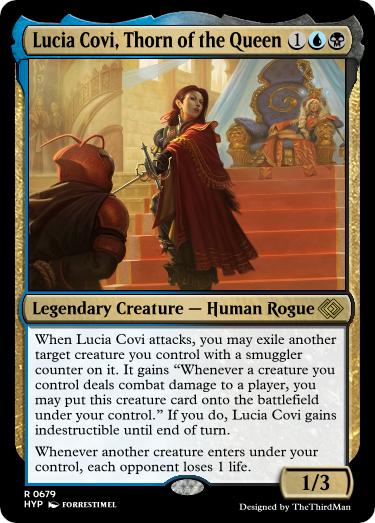 Lucia Covi, Thorn of the Queen 1
Legendary Creature — Human Rogue
When Lucia Covi attacks, you may exile another
target creature you control with a smuggler
counter on it. It gains “Whenever a creature you
control deals combat damage to a player, you
may put this creature card onto the battlefield
under your control.” If you do, Lucia Covi gains
indestructible until end of turn.
Whenever another creature enters under your
control, each opponent loses 1 life.
1/3
R 0679
HYP FORRESTIMEL
Designed by TheThirdMan